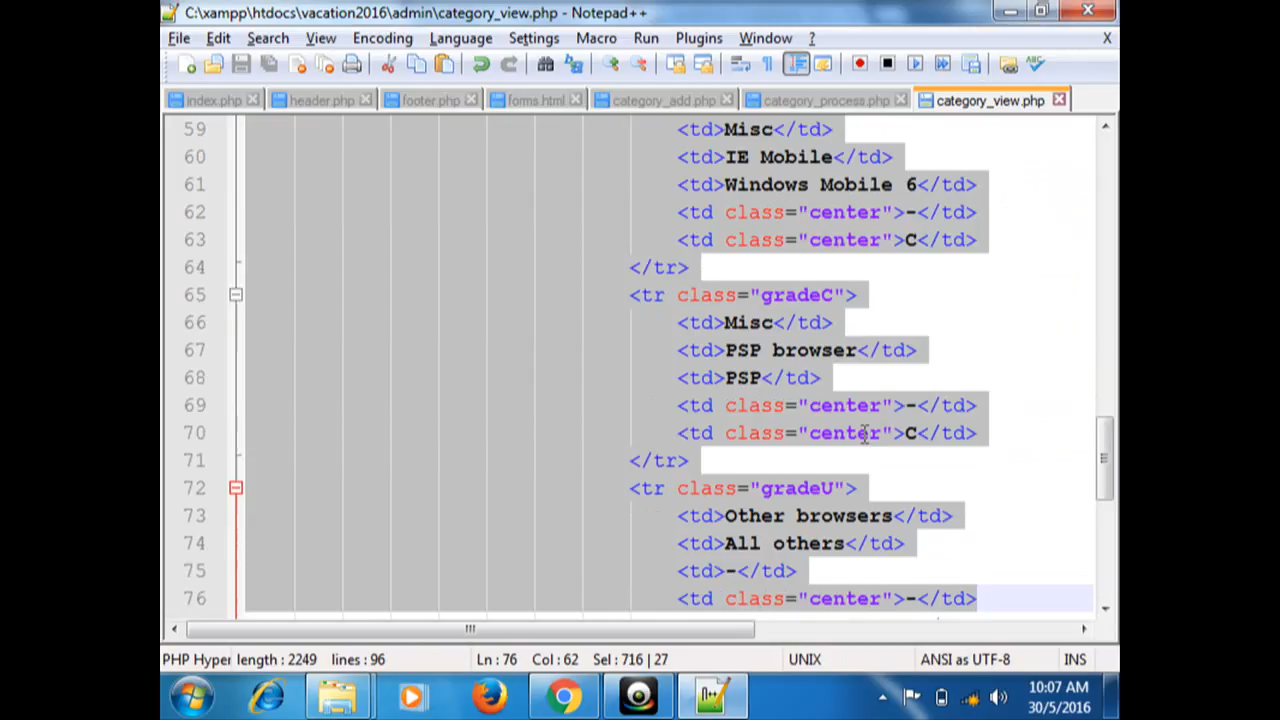 C:\xampp\htdocs\vacation2016\admin\category_view.php - Notepad++
File Edit Search View Encoding Language Settings Macro Run Plugins Window ? X
index.php header.php footer.php forms.html category_add.php category_process.php category_view.php
59 <td>Misc</td>
60 <td>IE Mobile</td>
61 <td>Windows Mobile 6</td>
62 <td class="center">-</td>
63 <td class="center">C</td>
64 </tr>
65 <tr class="gradeC">
66 <td>Misc</td>
67 <td>PSP browser</td>
68 <td>PSP</td>
69 <td class="center">-</td>
70 <td class="center">C</td>
71 </tr>
72 <tr class="gradeU">
73 <td>Other browsers</td>
74 <td>All others</td>
75 <td>-</td>
76 <td class="center">-</td>
PHP Hyper length : 2249 lines : 96 Ln : 76 Col : 62 Sel : 716 | 27 UNIX ANSI as UTF-8 INS
10:07 AM
30/5/2016